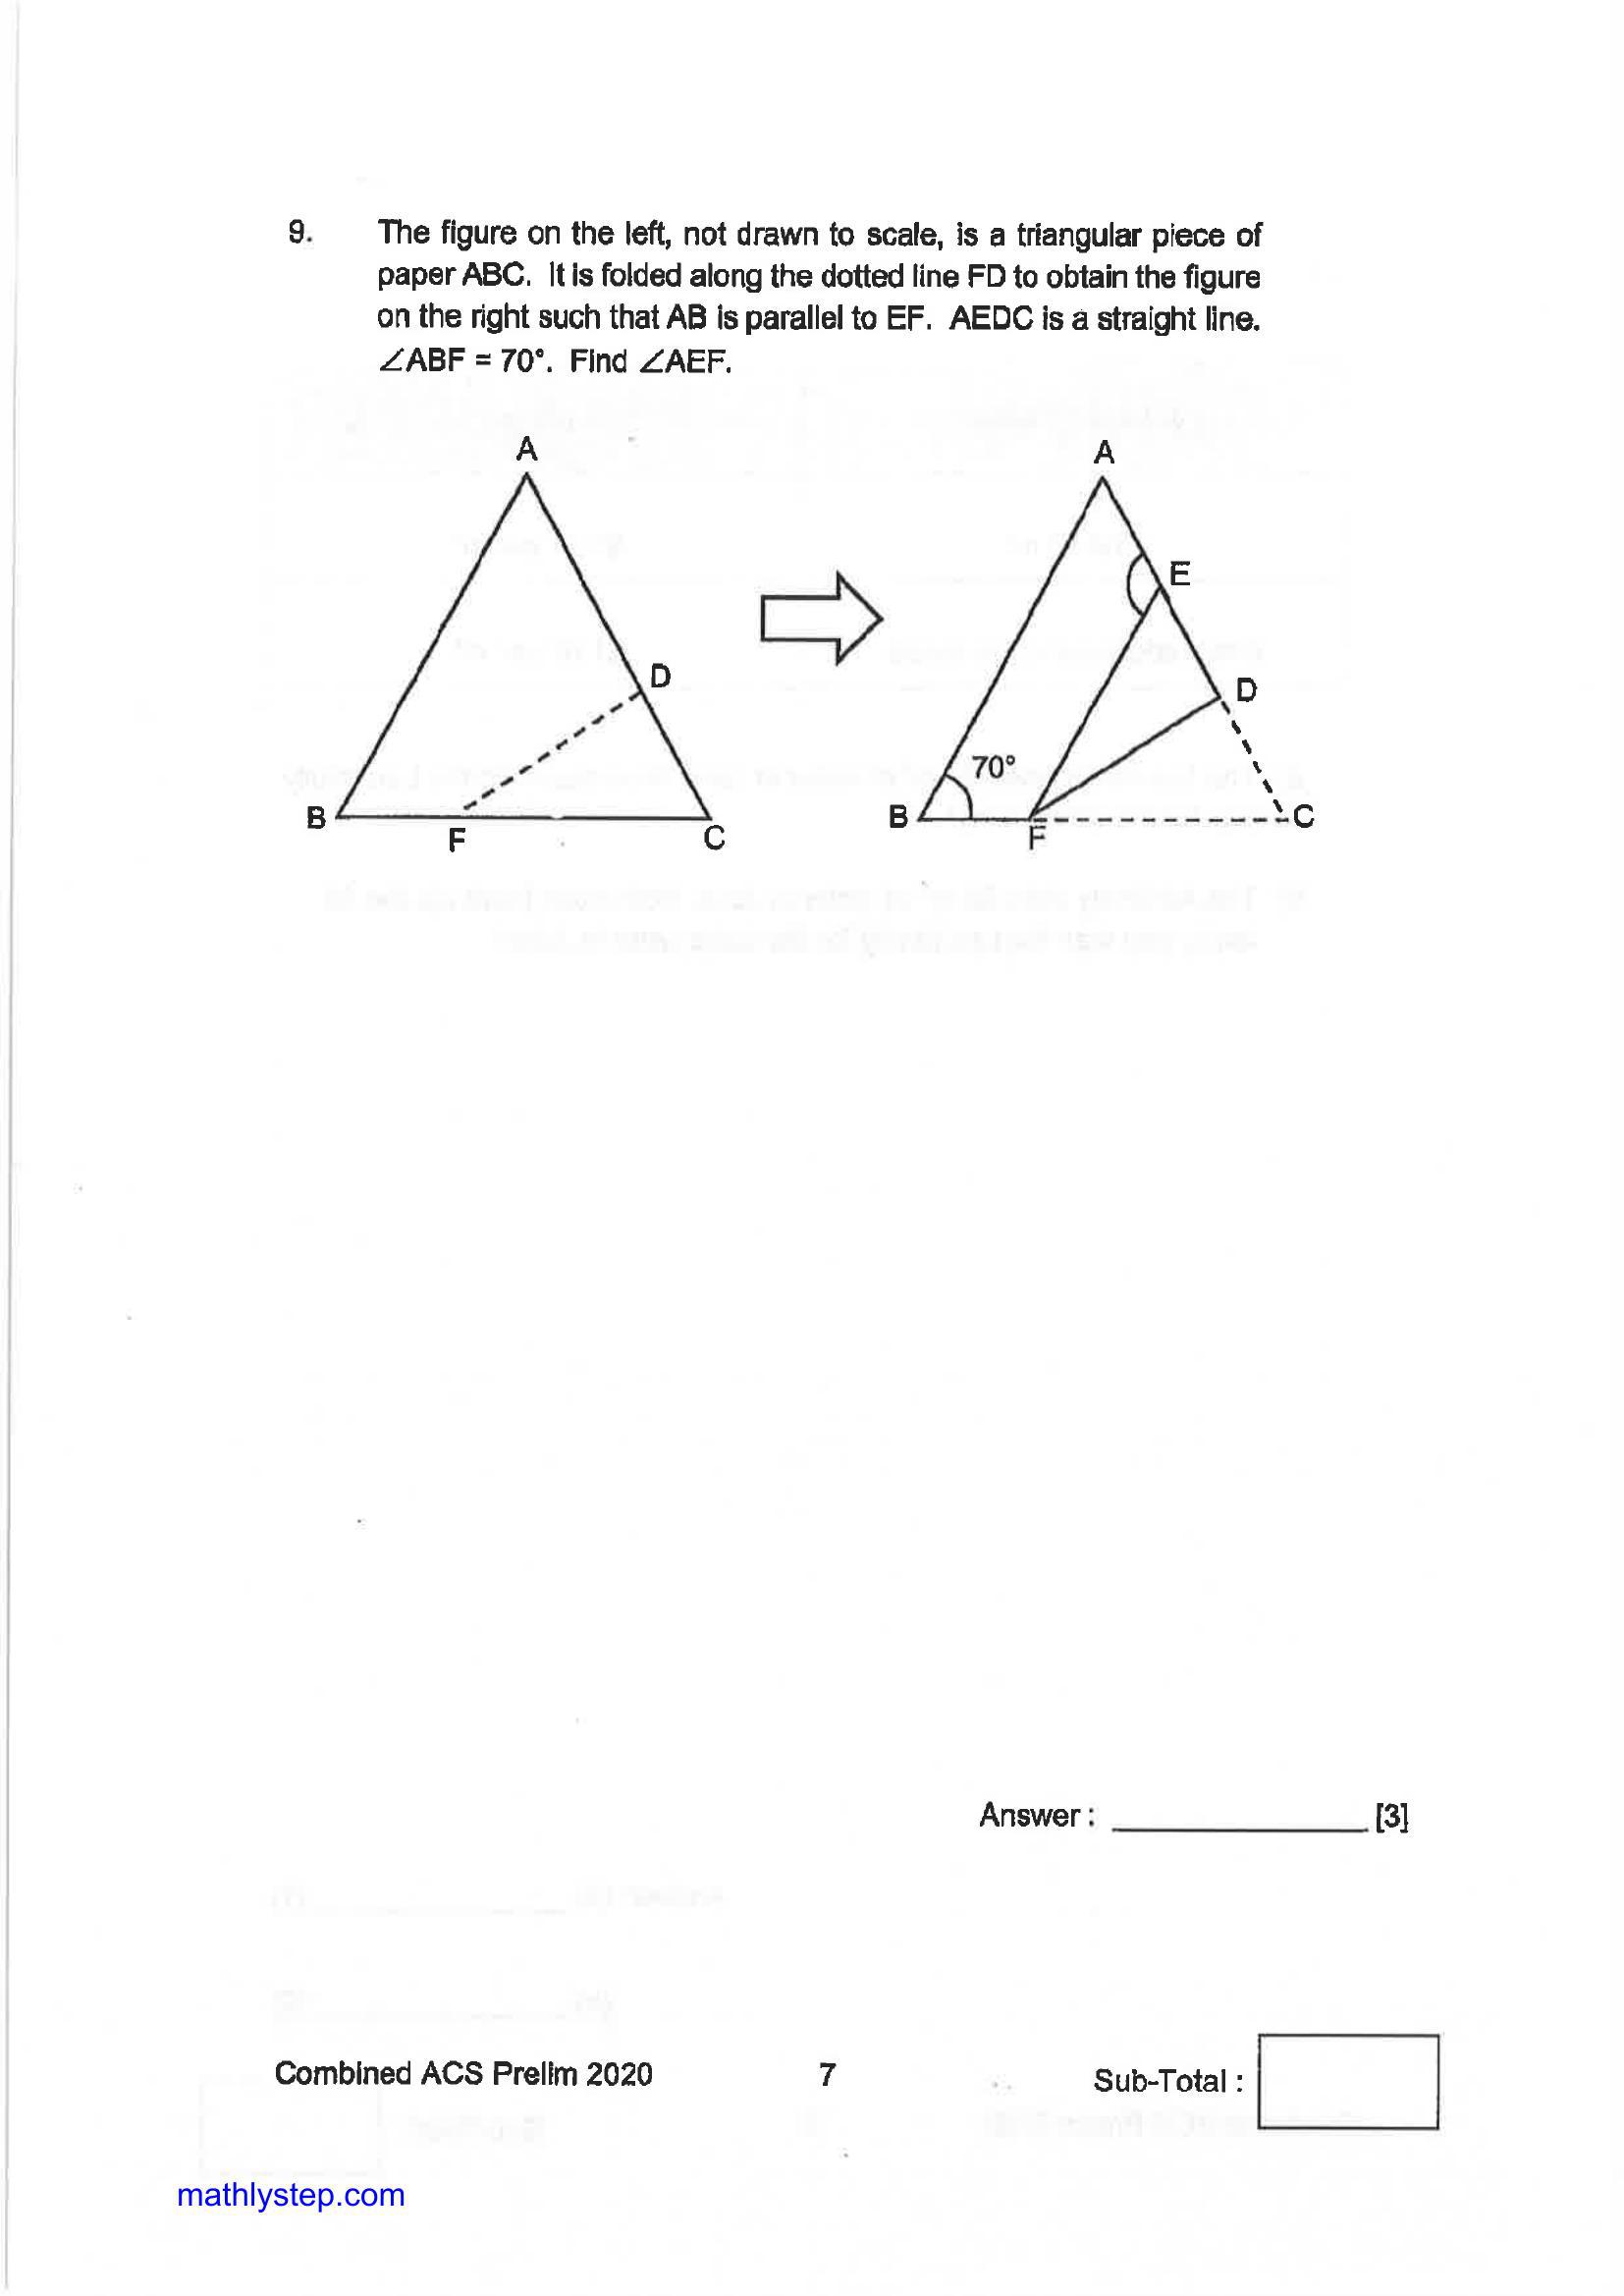 9. The figure on the left, not drawn to scale, is a triangular piece of
paper ABC. It is folded along the dotted line FD to obtain the figure
on the right such that AB is parallel to EF. AEDC is a straight line.
∠ABF = 70°. Find ∠AEF.
A
A
E
D
D
70°
B
F
C
B
F
C
Answer : ____________ [3]
Combined ACS Prelim 2020
7
Sub-Total :
mathlystep.com